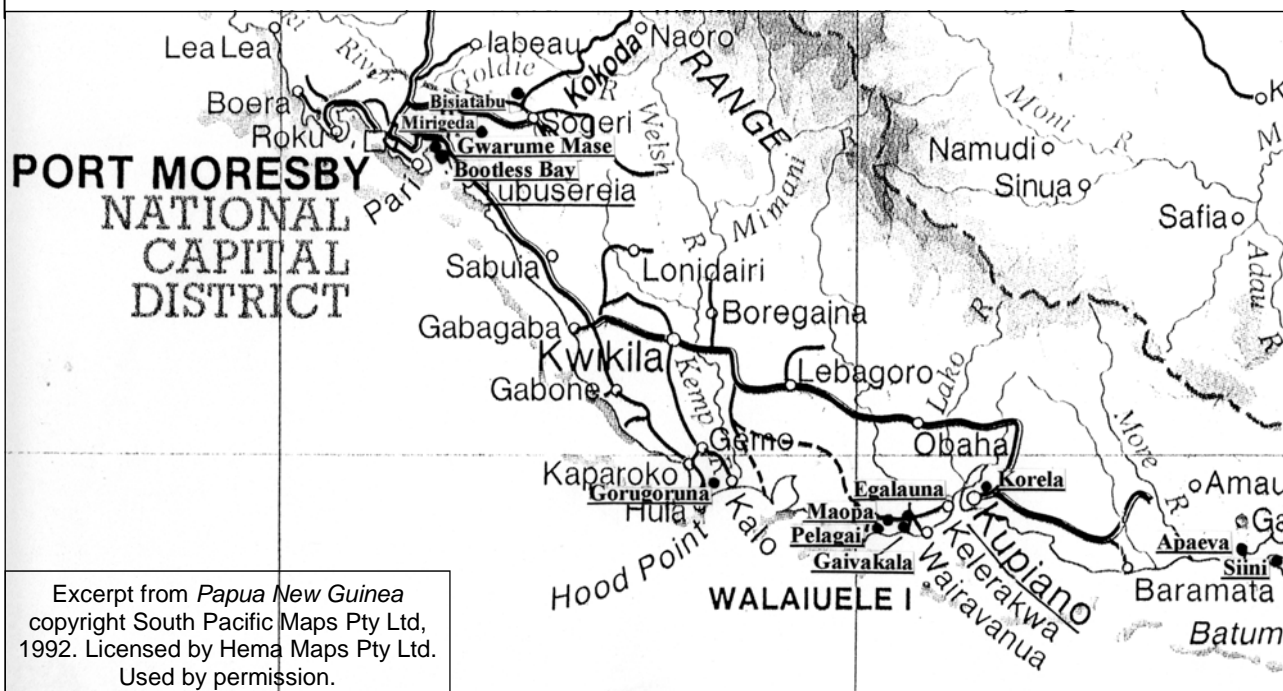 Lea Lea
River
Iabeau
Goldie
R
Kokoda
Naoro
RANGE
Boera
Bisiatabu
Mirigeda
Sogeri
Roku
Gwarume Mase
Welsh
R
Moni
R
Namudi
Sinua
Safia
Adau
R
PORT MORESBY
NATIONAL
CAPITAL
DISTRICT
Pari
Bootless Bay
ubusereia
Mimani
R
Sabuia
Lonidairi
Boregaina
Gabagaba
Kwikila
Kemp
R
Lebagoro
Lako
R
Gabone
Obaha
More
R
Gemo
Kaparoko
Gorugoruna
Hula
Kalo
Hood Point
Egalauna
Korela
Maopa
Pelagai
Gaivakala
Kupiano
Kelerakwa
Wairavanua
WALAIUELE I
Amau
Ga
Apaeva
Siini
Baramata
Batum
Excerpt from Papua New Guinea
copyright South Pacific Maps Pty Ltd,
1992. Licensed by Hema Maps Pty Ltd.
Used by permission.